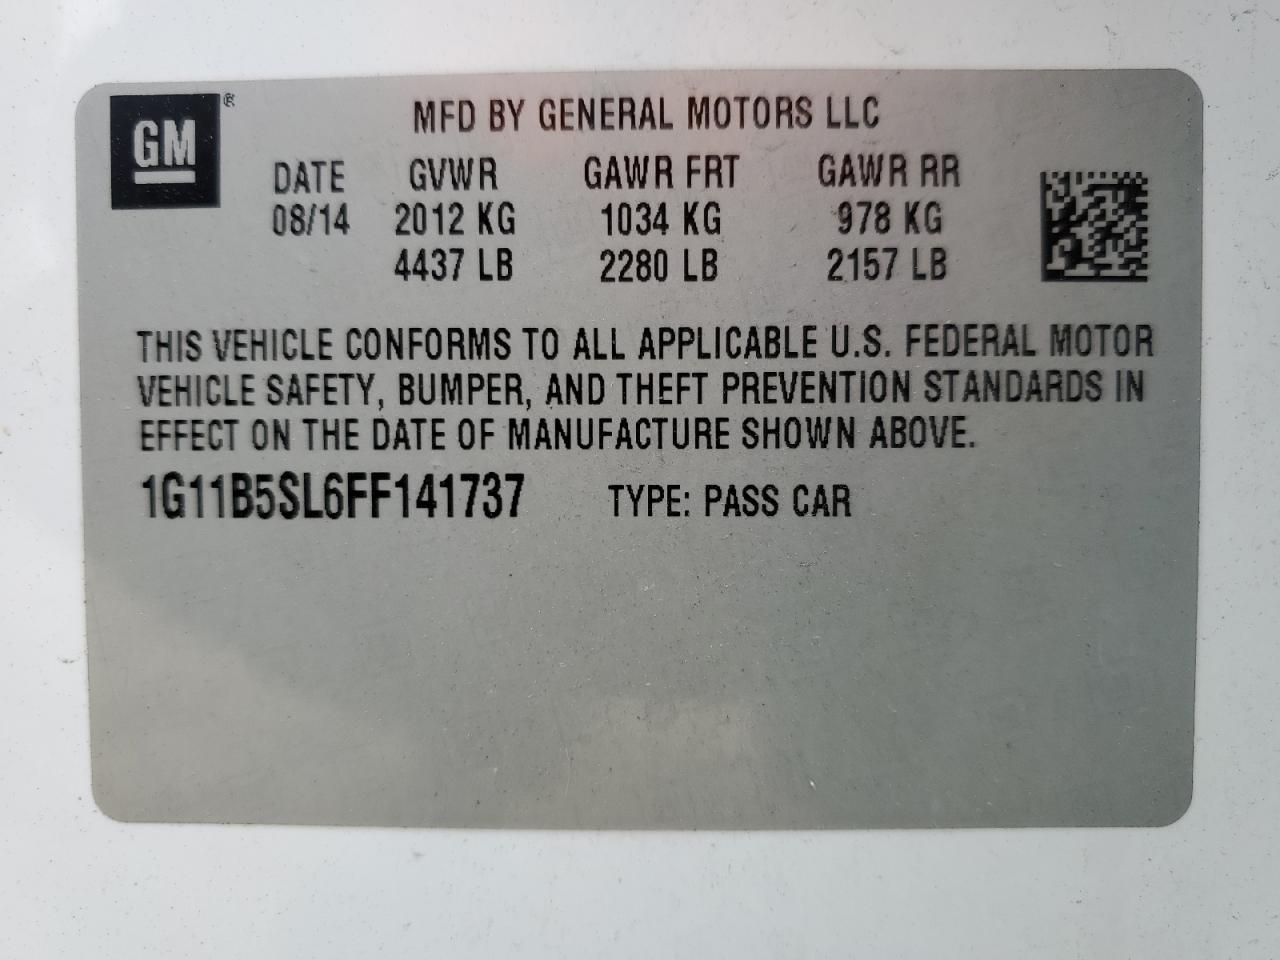 GM®
MFD BY GENERAL MOTORS LLC
DATE GVWR GAWR FRT GAWR RR
08/14 2012 KG 1034 KG 978 KG
4437 LB 2280 LB 2157 LB
THIS VEHICLE CONFORMS TO ALL APPLICABLE U.S. FEDERAL MOTOR
VEHICLE SAFETY, BUMPER, AND THEFT PREVENTION STANDARDS IN
EFFECT ON THE DATE OF MANUFACTURE SHOWN ABOVE.
1G11B5SL6FF141737 TYPE: PASS CAR